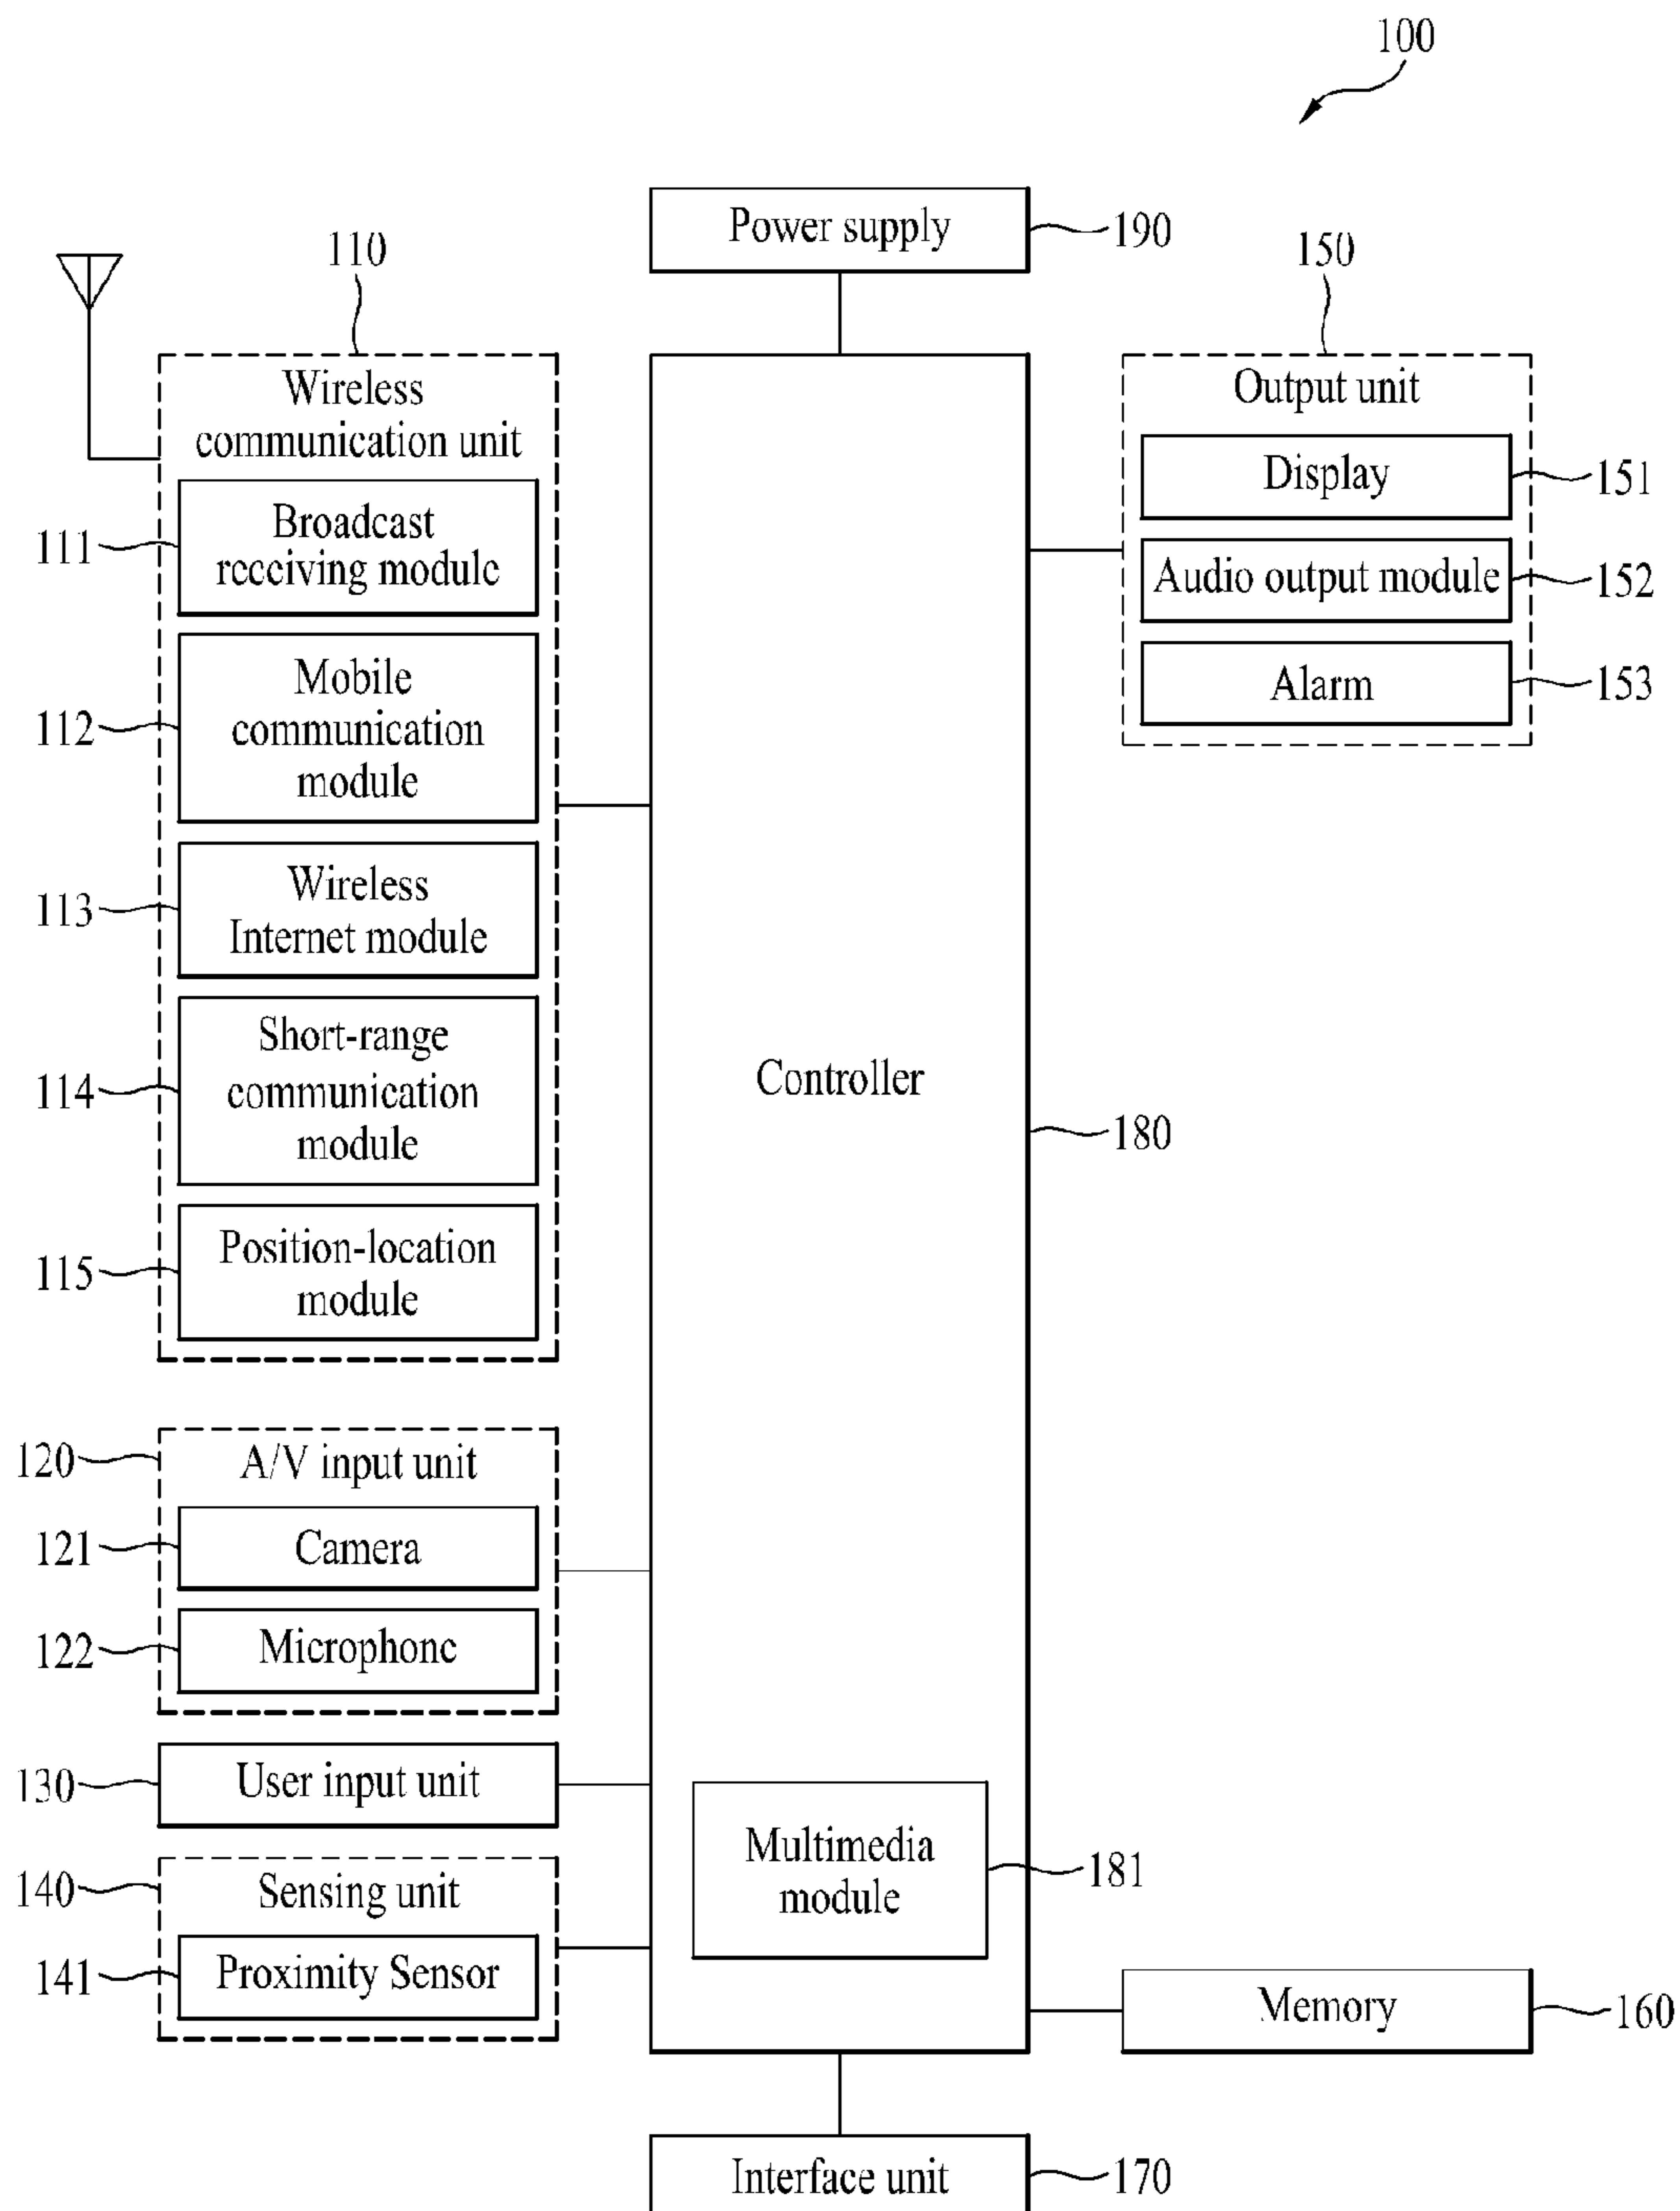 100
Power supply
190
110
150
Wireless
communication unit
Broadcast
receiving module
111
Mobile
communication
module
112
Wireless
Internet module
113
Short-range
communication
module
114
Position-location
module
115
Output unit
Display
151
Audio output module
152
Alarm
153
Controller
180
120
A/V input unit
121
Camera
122
Microphone
130
User input unit
140
Sensing unit
141
Proximity Sensor
Multimedia
module
181
Memory
160
Interface unit
170